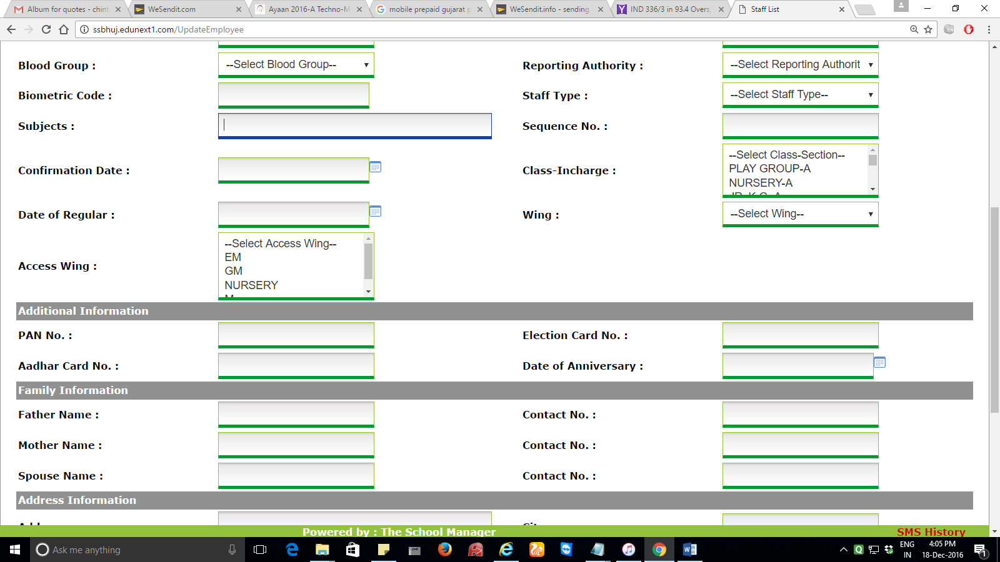 Album for quotes - chint
WeSendit.com
Ayaan 2016-A Techno-M
mobile prepaid gujarat p
WeSendit.info - sending
IND 336/3 in 93.4 Overs,
Staff List
ssbhuj.edunext1.com/UpdateEmployee
Blood Group : --Select Blood Group-- Reporting Authority : --Select Reporting Authorit
Biometric Code : Staff Type : --Select Staff Type--
Subjects : Sequence No. :
Confirmation Date : Class-Incharge : --Select Class-Section--
PLAY GROUP-A
NURSERY-A
Date of Regular : Wing : --Select Wing--
Access Wing : --Select Access Wing--
EM
GM
NURSERY
Additional Information
PAN No. : Election Card No. :
Aadhar Card No. : Date of Anniversary :
Family Information
Father Name : Contact No. :
Mother Name : Contact No. :
Spouse Name : Contact No. :
Address Information
Powered by : The School Manager SMS History
Ask me anything
ENG
IN
4:05 PM
18-Dec-2016
1